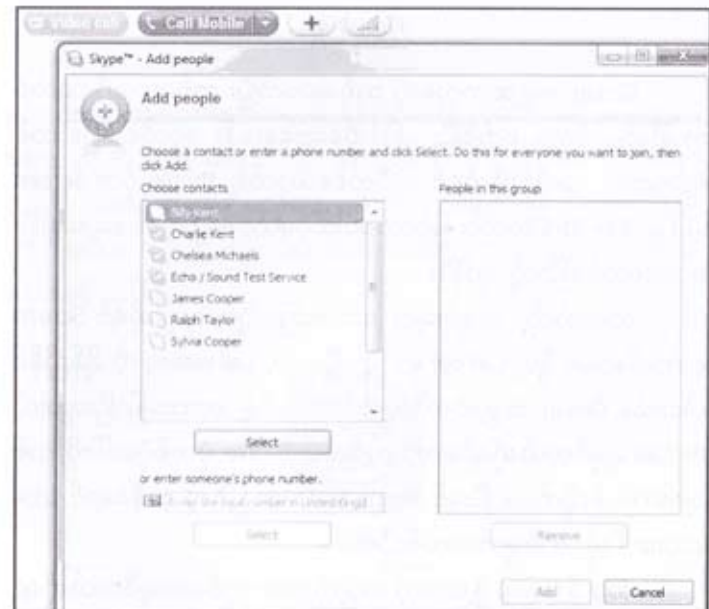 Video call Call Mobile +
Skype™ - Add people
Add people
Choose a contact or enter a phone number and click Select. Do this for everyone you want to join, then
click Add.
Choose contacts
People in this group
Billy Kent
Charlie Kent
Chelsea Michaels
Echo / Sound Test Service
James Cooper
Ralph Taylor
Sylvia Cooper
Select
or enter someone's phone number.
Select
Remove
Add
Cancel